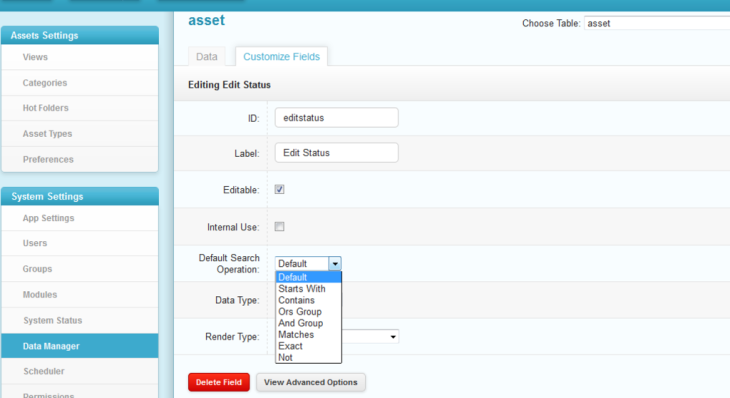 asset
Choose Table: asset
Assets Settings
Views
Categories
Hot Folders
Asset Types
Preferences
System Settings
App Settings
Users
Groups
Modules
System Status
Data Manager
Scheduler
Permissions
Data
Customize Fields
Editing Edit Status
ID: editstatus
Label: Edit Status
Editable:
Internal Use:
Default Search
Operation: Default
Default
Starts With
Contains
Ors Group
And Group
Matches
Exact
Not
Data Type:
Render Type:
Delete Field
View Advanced Options